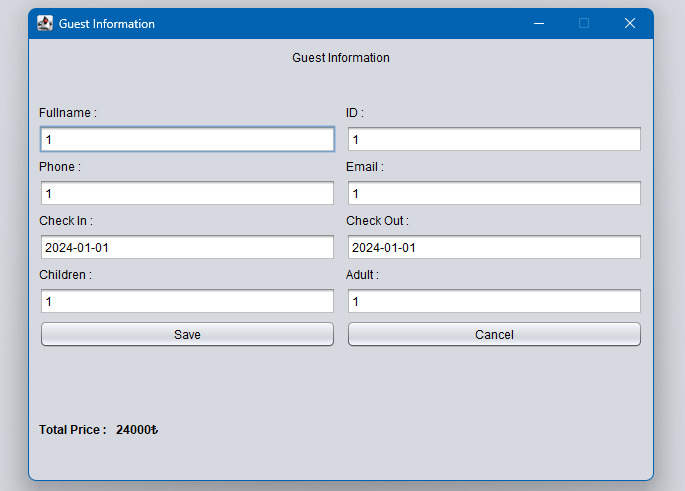 Guest Information
Guest Information
Fullname : ID :
1 1
Phone : Email :
1 1
Check In : Check Out :
2024-01-01 2024-01-01
Children : Adult :
1 1
Save Cancel
Total Price : 24000₺